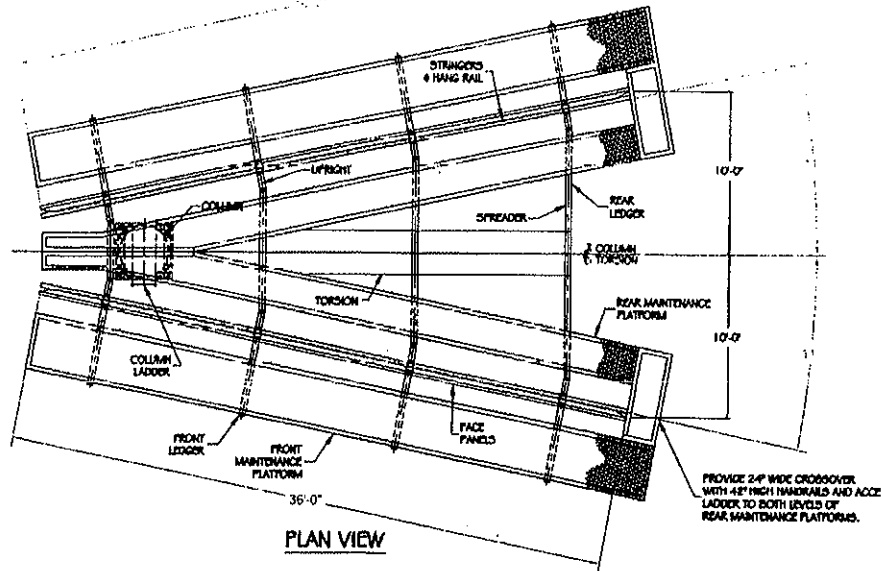 STRINGERS
& HANG RAIL
UPRIGHT
COLUMN
10'-0"
REAR
LEDGER
SPREADER
COLUMN
TORSION
TORSION
REAR MAINTENANCE
PLATFORM
10'-0"
COLUMN
LADDER
FACE
PANELS
FRONT
LEDGER
FRONT
MAINTENANCE
PLATFORM
36'-0"
PROVIDE 24" WIDE CROSSOVER
WITH 42" HIGH HANDRAILS AND ACCE
LADDER TO BOTH LEVELS OF
REAR MAINTENANCE PLATFORMS.
PLAN VIEW